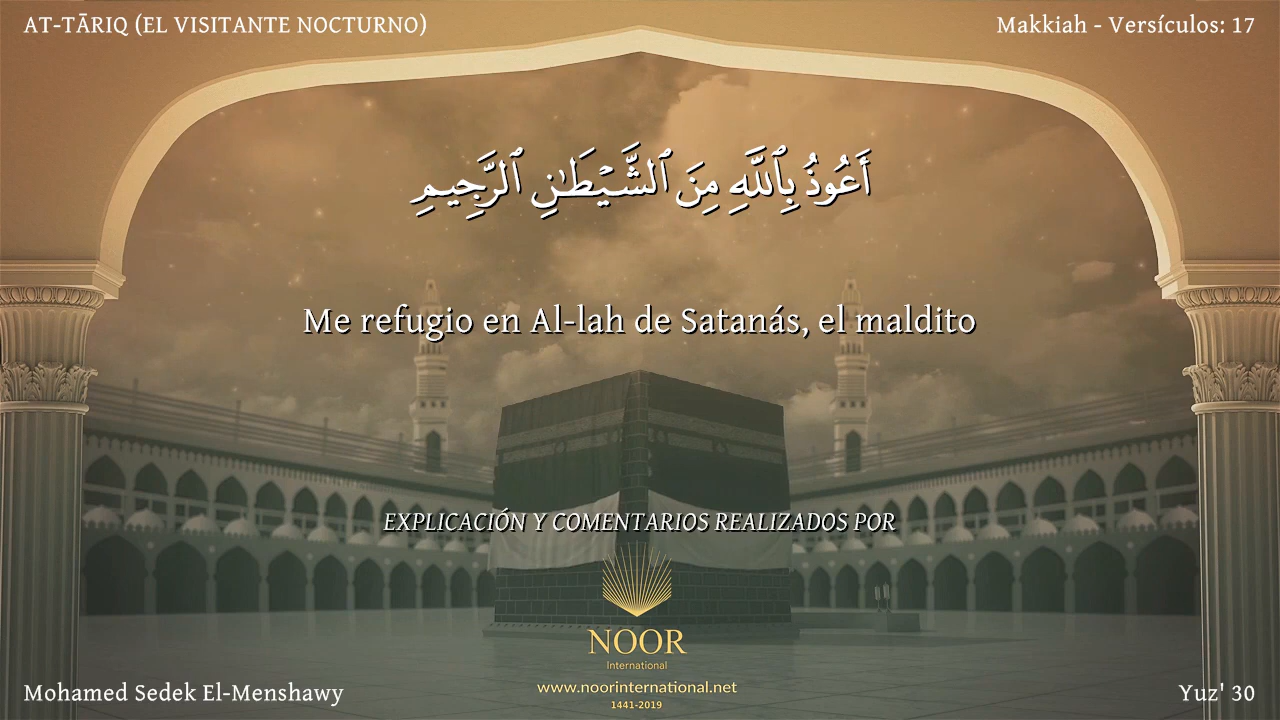 AT-TĀRIQ (EL VISITANTE NOCTURNO)
Makkiah - Versículos: 17
أَعُوذُ بِٱللَّهِ مِنَ ٱلشَّيْطَٰنِ ٱلرَّجِيمِ
Me refugio en Al-lah de Satanás, el maldito
EXPLICACIÓN Y COMENTARIOS REALIZADOS POR
NOOR
International
www.noorinternational.net
1441-2019
Mohamed Sedek El-Menshawy
Yuz' 30